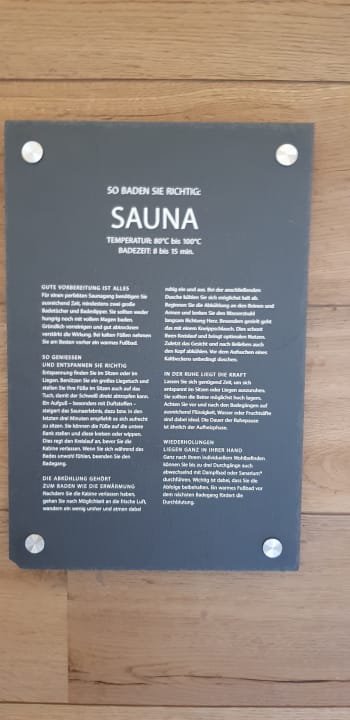 SO BADEN SIE RICHTIG:
SAUNA
TEMPERATUR: 80°C bis 100°C
BADEZEIT: 8 bis 15 min.
GUTE VORBEREITUNG IST ALLES
Für einen perfekten Saunagang benötigen Sie
ausreichend Zeit, mindestens zwei große
Badetücher und Badeslipper. Sie sollten weder
hungrig noch mit vollem Magen baden.
Gründlich vorreinigen und gut abtrocknen
verstärkt die Wirkung. Bei kalten Füßen nehmen
Sie am Besten vorher ein warmes Fußbad.
SO GENIESSEN
UND ENTSPANNEN SIE RICHTIG
Entspannung finden Sie im Sitzen oder im
Liegen. Benützen Sie ein großes Liegetuch und
stellen Sie Ihre Füße im Sitzen auch auf das
Tuch, damit der Schweiß direkt abtropfen kann.
Ein Aufguß – besonders mit Duftstoffen –
steigert das Saunaerlebnis, dazu bzw. in den
letzten drei Minuten empfiehlt es sich aufrecht
zu sitzen. Sie können die Füße auf die untere
Bank stellen und diese kreisen oder wippen.
Dies regt den Kreislauf an, bevor Sie die
Kabine verlassen. Wenn Sie sich während des
Bades unwohl fühlen, beenden Sie den
Badegang.
DIE ABKÜHLUNG GEHÖRT
ZUM BADEN WIE DIE ERWÄRMUNG
Nachdem Sie die Kabine verlassen haben,
gehen Sie nach Möglichkeit an die frische Luft,
wandern ein wenig umher und atmen dabei
ruhig ein und aus. Bei der anschließenden
Dusche kühlen Sie sich möglichst kalt ab.
Beginnen Sie die Abkühlung an den Beinen und
Armen und lenken Sie den Wasserstrahl
langsam Richtung Herz. Besonders gezielt geht
das mit einem Kneippschlauch. Dies schont
Ihren Kreislauf und bringt optimalen Nutzen.
Zuletzt das Gesicht und nach Belieben auch
den Kopf abkühlen. Vor dem Aufsuchen eines
Kaltbeckens unbedingt duschen.
IN DER RUHE LIEGT DIE KRAFT
Lassen Sie sich genügend Zeit, um sich
entspannt im Sitzen oder Liegen auszuruhen.
Sie sollten die Beine möglichst hoch lagern.
Achten Sie vor und nach den Badegängen auf
ausreichend Flüssigkeit, Wasser oder Fruchtsäfte
sind dabei ideal. Die Dauer der Ruhepause
ist ähnlich der Aufheizphase.
WIEDERHOLUNGEN
LIEGEN GANZ IN IHRER HAND
Ganz nach Ihrem individuellem Wohlbefinden
können Sie bis zu drei Durchgänge auch
abwechselnd mit Dampfbad oder Sanarium®
durchführen. Wichtig ist dabei, dass Sie die
Abfolge beibehalten. Ein warmes Fußbad vor
dem nächsten Badegang fördert die
Durchblutung.